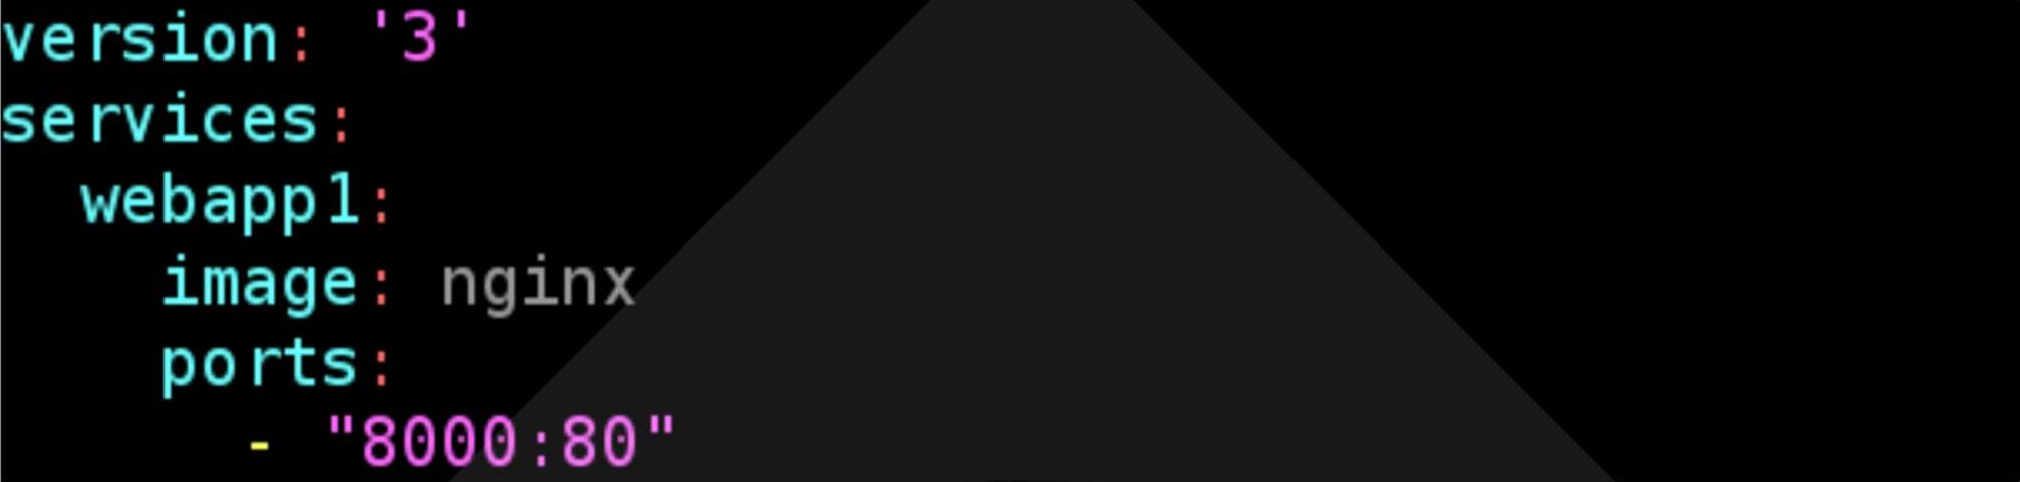 version: '3'
services:
  webapp1:
    image: nginx
    ports:
      - "8000:80"